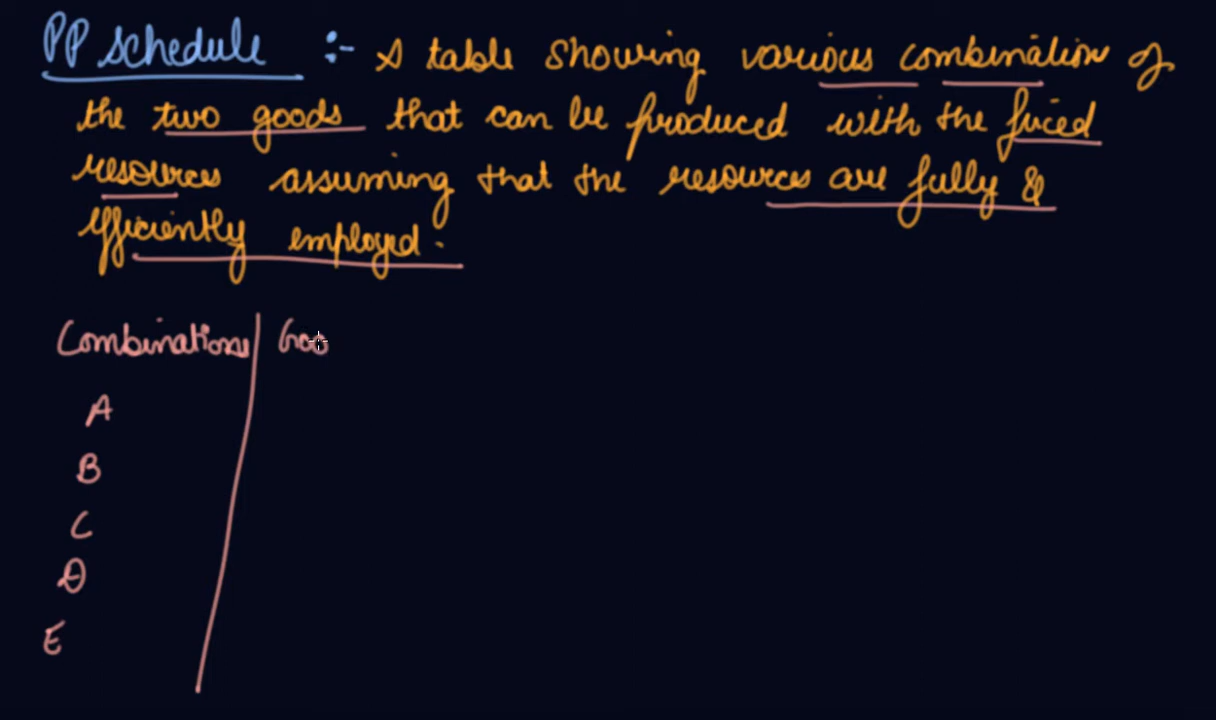 PP schedule :- A table showing various combination of
the two goods that can be produced with the fixed
resources assuming that the resources are fully &
efficiently employed.
Combinations Goo
A
B
C
D
E